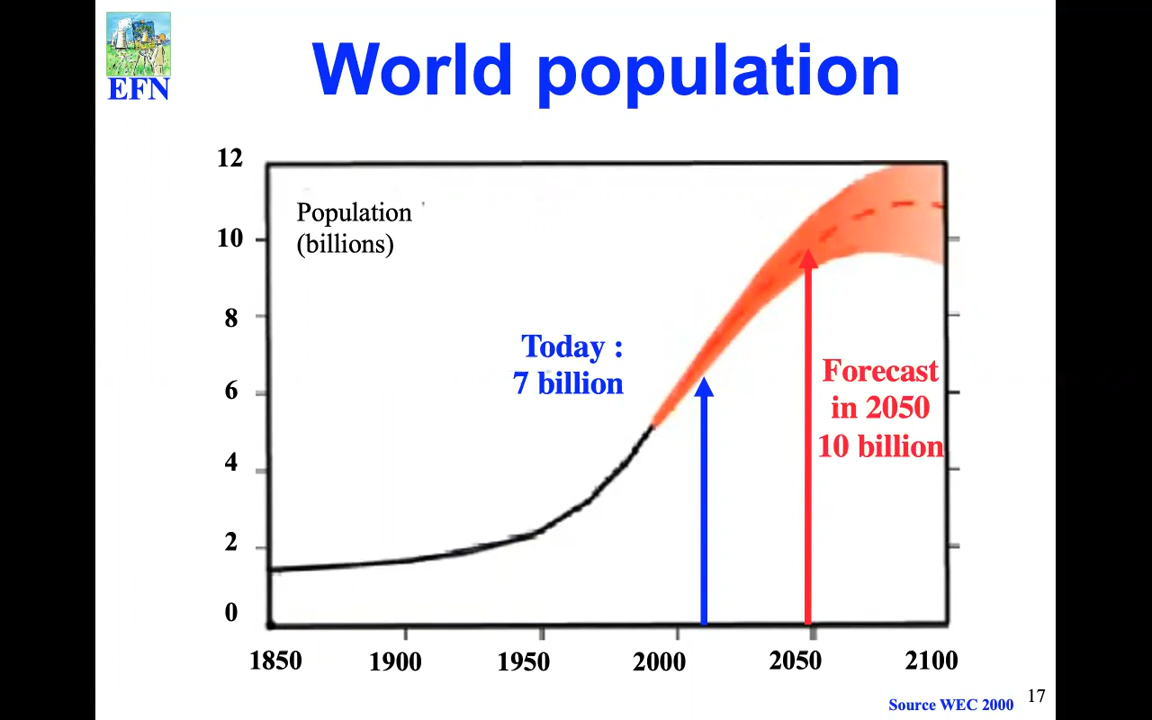 EFN
World population
12
10
8
6
4
2
0
Population
(billions)
Today :
7 billion
Forecast
in 2050
10 billion
1850
1900
1950
2000
2050
2100
Source WEC 2000
17